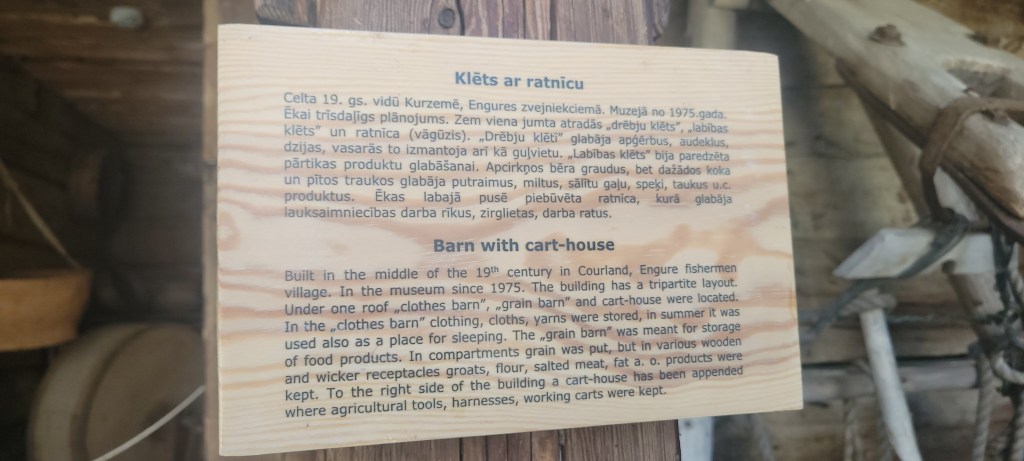 Klēts ar ratnīcu
Celta 19. gs. vidū Kurzemē, Engures zvejniekciemā. Muzejā no 1975.gada.
Ēkai trīsdaļīgs plānojums. Zem viena jumta atradās „drēbju klēts”, „labības
klēts” un ratnīca (vāgūzis). „Drēbju klētī” glabāja apģērbus, audeklus,
dzijas, vasarās to izmantoja arī kā guļvietu. „Labības klēts” bija paredzēta
pārtikas produktu glabāšanai. Apcirkņos bēra graudus, bet dažādos koka
un pītos traukos glabāja putraimus, miltus, sālītu gaļu, speķi, taukus u.c.
produktus. Ēkas labajā pusē piebūvēta ratnīca, kurā glabāja
lauksaimniecības darba rīkus, zirglietas, darba ratus.
Barn with cart-house
Built in the middle of the 19th century in Courland, Engure fishermen
village. In the museum since 1975. The building has a tripartite layout.
Under one roof „clothes barn”, „grain barn” and cart-house were located.
In the „clothes barn” clothing, cloths, yarns were stored, in summer it was
used also as a place for sleeping. The „grain barn” was meant for storage
of food products. In compartments grain was put, but in various wooden
and wicker receptacles groats, flour, salted meat, fat a. o. products were
kept. To the right side of the building a cart-house has been appended
where agricultural tools, harnesses, working carts were kept.